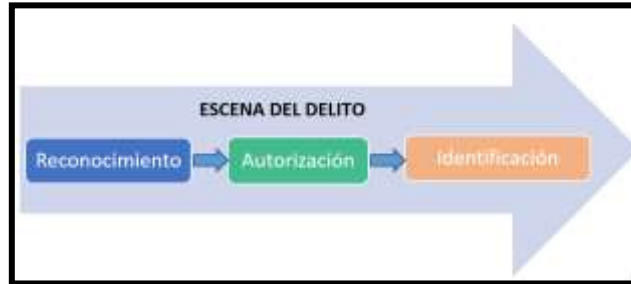 ESCENA DEL DELITO
Reconocimiento
Autorización
Identificación